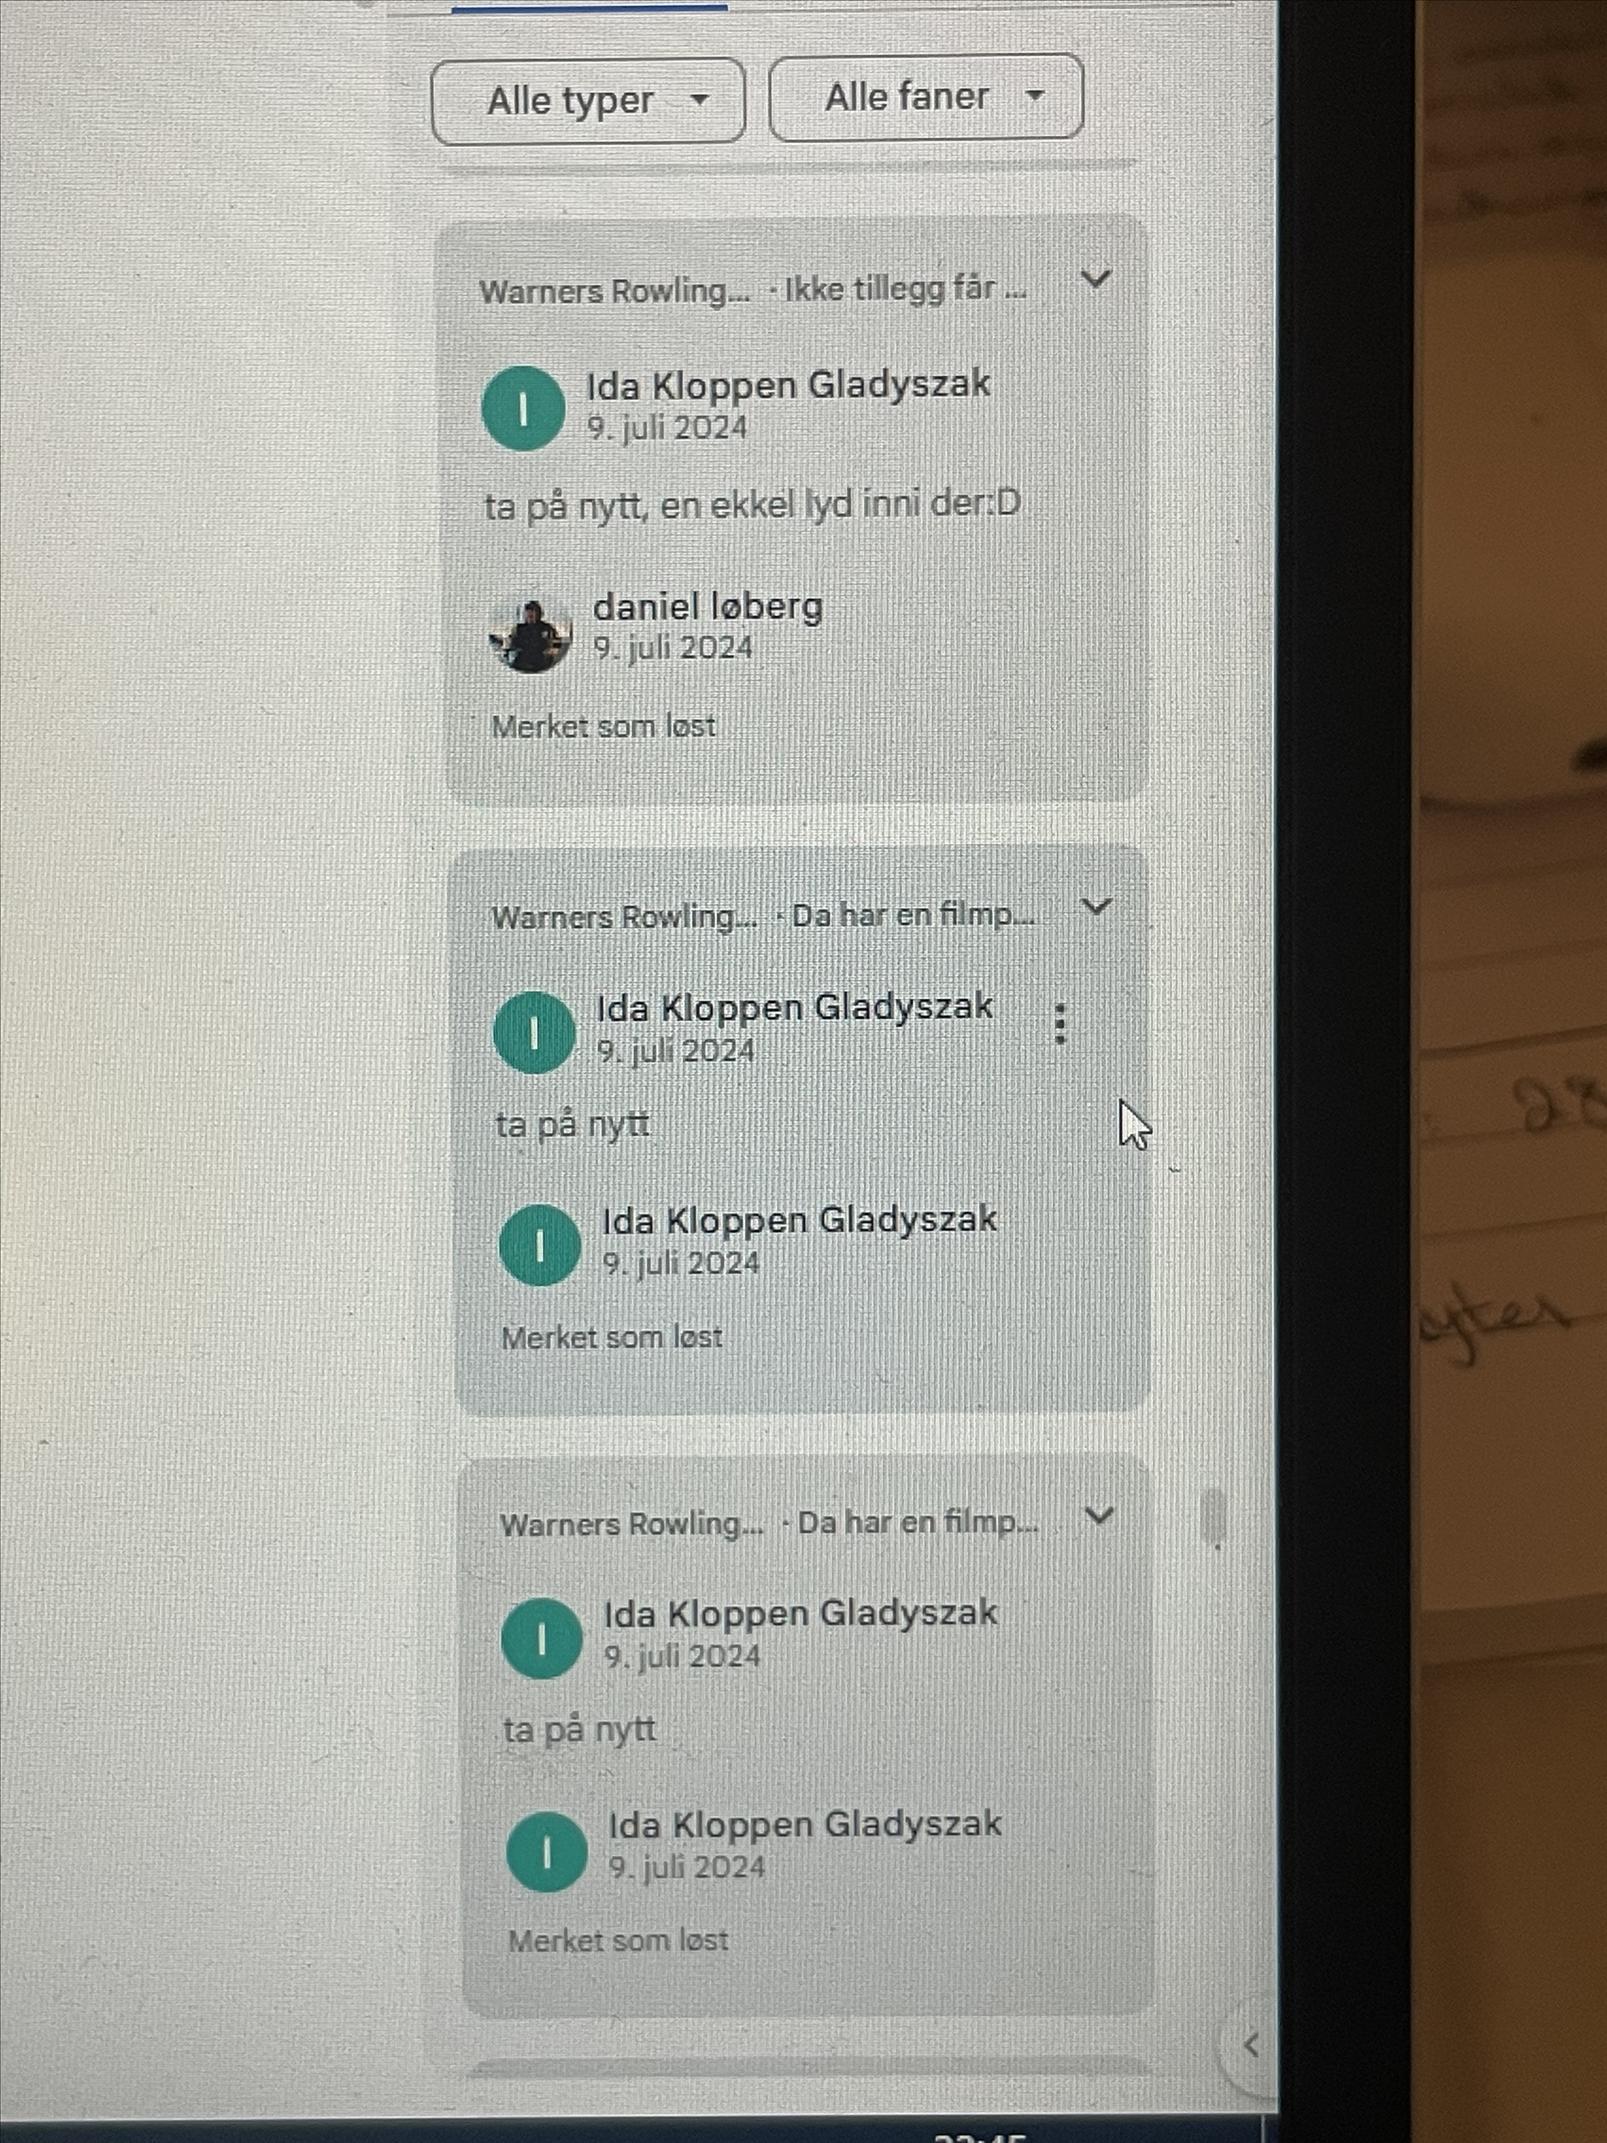 Alle typer
Alle faner
Warners Rowling... · Ikke tillegg får ...
I
Ida Kloppen Gladyszak
9. juli 2024
ta på nytt, en ekkel lyd inni der:D
daniel løberg
9. juli 2024
Merket som løst
Warners Rowling... · Da har en filmp...
I
Ida Kloppen Gladyszak
9. juli 2024
ta på nytt
I
Ida Kloppen Gladyszak
9. juli 2024
Merket som løst
Warners Rowling... · Da har en filmp...
I
Ida Kloppen Gladyszak
9. juli 2024
ta på nytt
I
Ida Kloppen Gladyszak
9. juli 2024
Merket som løst